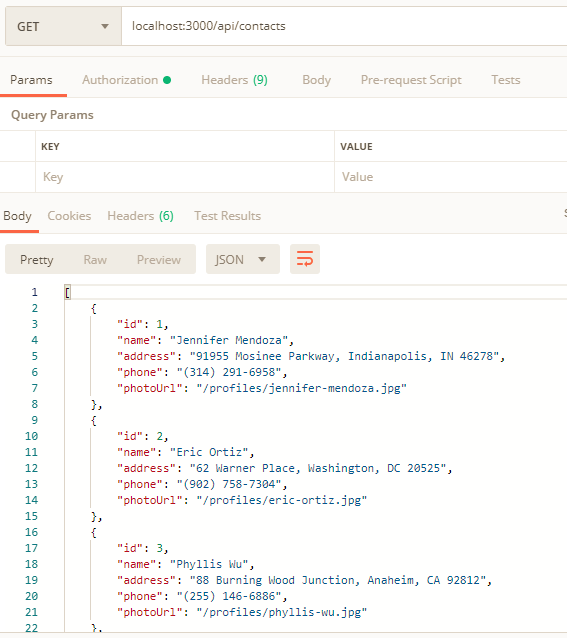 GET localhost:3000/api/contacts
Params Authorization Headers (9) Body Pre-request Script Tests
Query Params
KEY VALUE
Key Value
Body Cookies Headers (6) Test Results S
Pretty Raw Preview JSON
1 [
2 {
3 "id": 1,
4 "name": "Jennifer Mendoza",
5 "address": "91955 Mosinee Parkway, Indianapolis, IN 46278",
6 "phone": "(314) 291-6958",
7 "photoUrl": "/profiles/jennifer-mendoza.jpg"
8 },
9 {
10 "id": 2,
11 "name": "Eric Ortiz",
12 "address": "62 Warner Place, Washington, DC 20525",
13 "phone": "(902) 758-7304",
14 "photoUrl": "/profiles/eric-ortiz.jpg"
15 },
16 {
17 "id": 3,
18 "name": "Phyllis Wu",
19 "address": "88 Burning Wood Junction, Anaheim, CA 92812",
20 "phone": "(255) 146-6886",
21 "photoUrl": "/profiles/phyllis-wu.jpg"
22 },